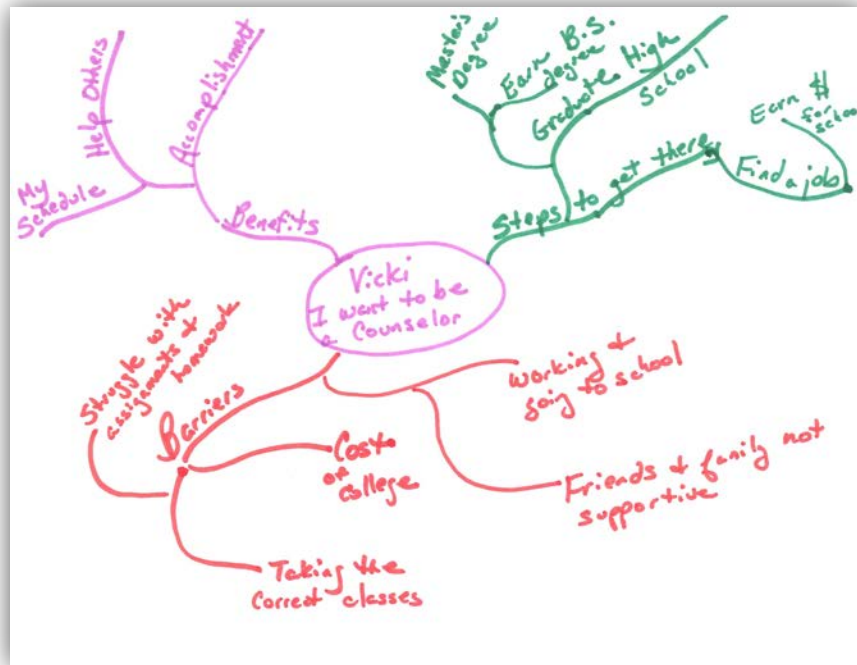 Help Others
Accomplishment
My
Schedule
Benefits
Master's
Degree
Earn B.S.
degree
Graduate High
School
Steps to get there
Earn $
for
school
Find a job
Vicki
I want to be
a Counselor
Struggle with
assignments &
homework
Barriers
Cost
of
College
Taking the
Correct classes
working &
going to school
Friends & family not
supportive